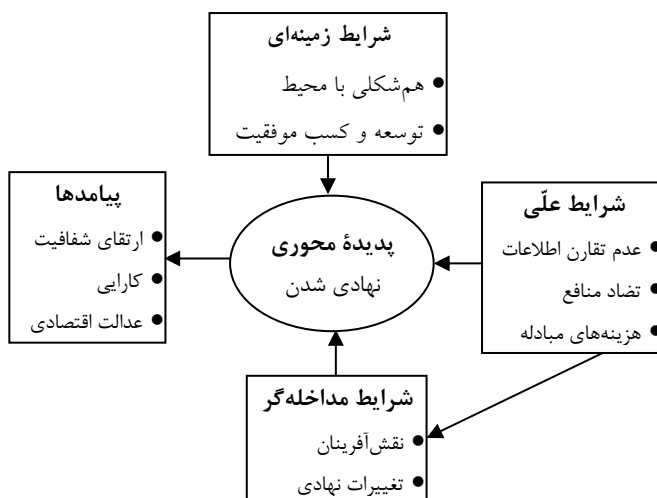 شرایط زمینه‌ای
• هم‌شکلی با محیط
• توسعه و کسب موفقیت
شرایط علّی
• عدم تقارن اطلاعات
• تضاد منافع
• هزینه‌های مبادله
پدیدۀ محوری
نهادی شدن
پیامدها
• ارتقای شفافیت
• کارایی
• عدالت اقتصادی
شرایط مداخله‌گر
• نقش‌آفرینان
• تغییرات نهادی